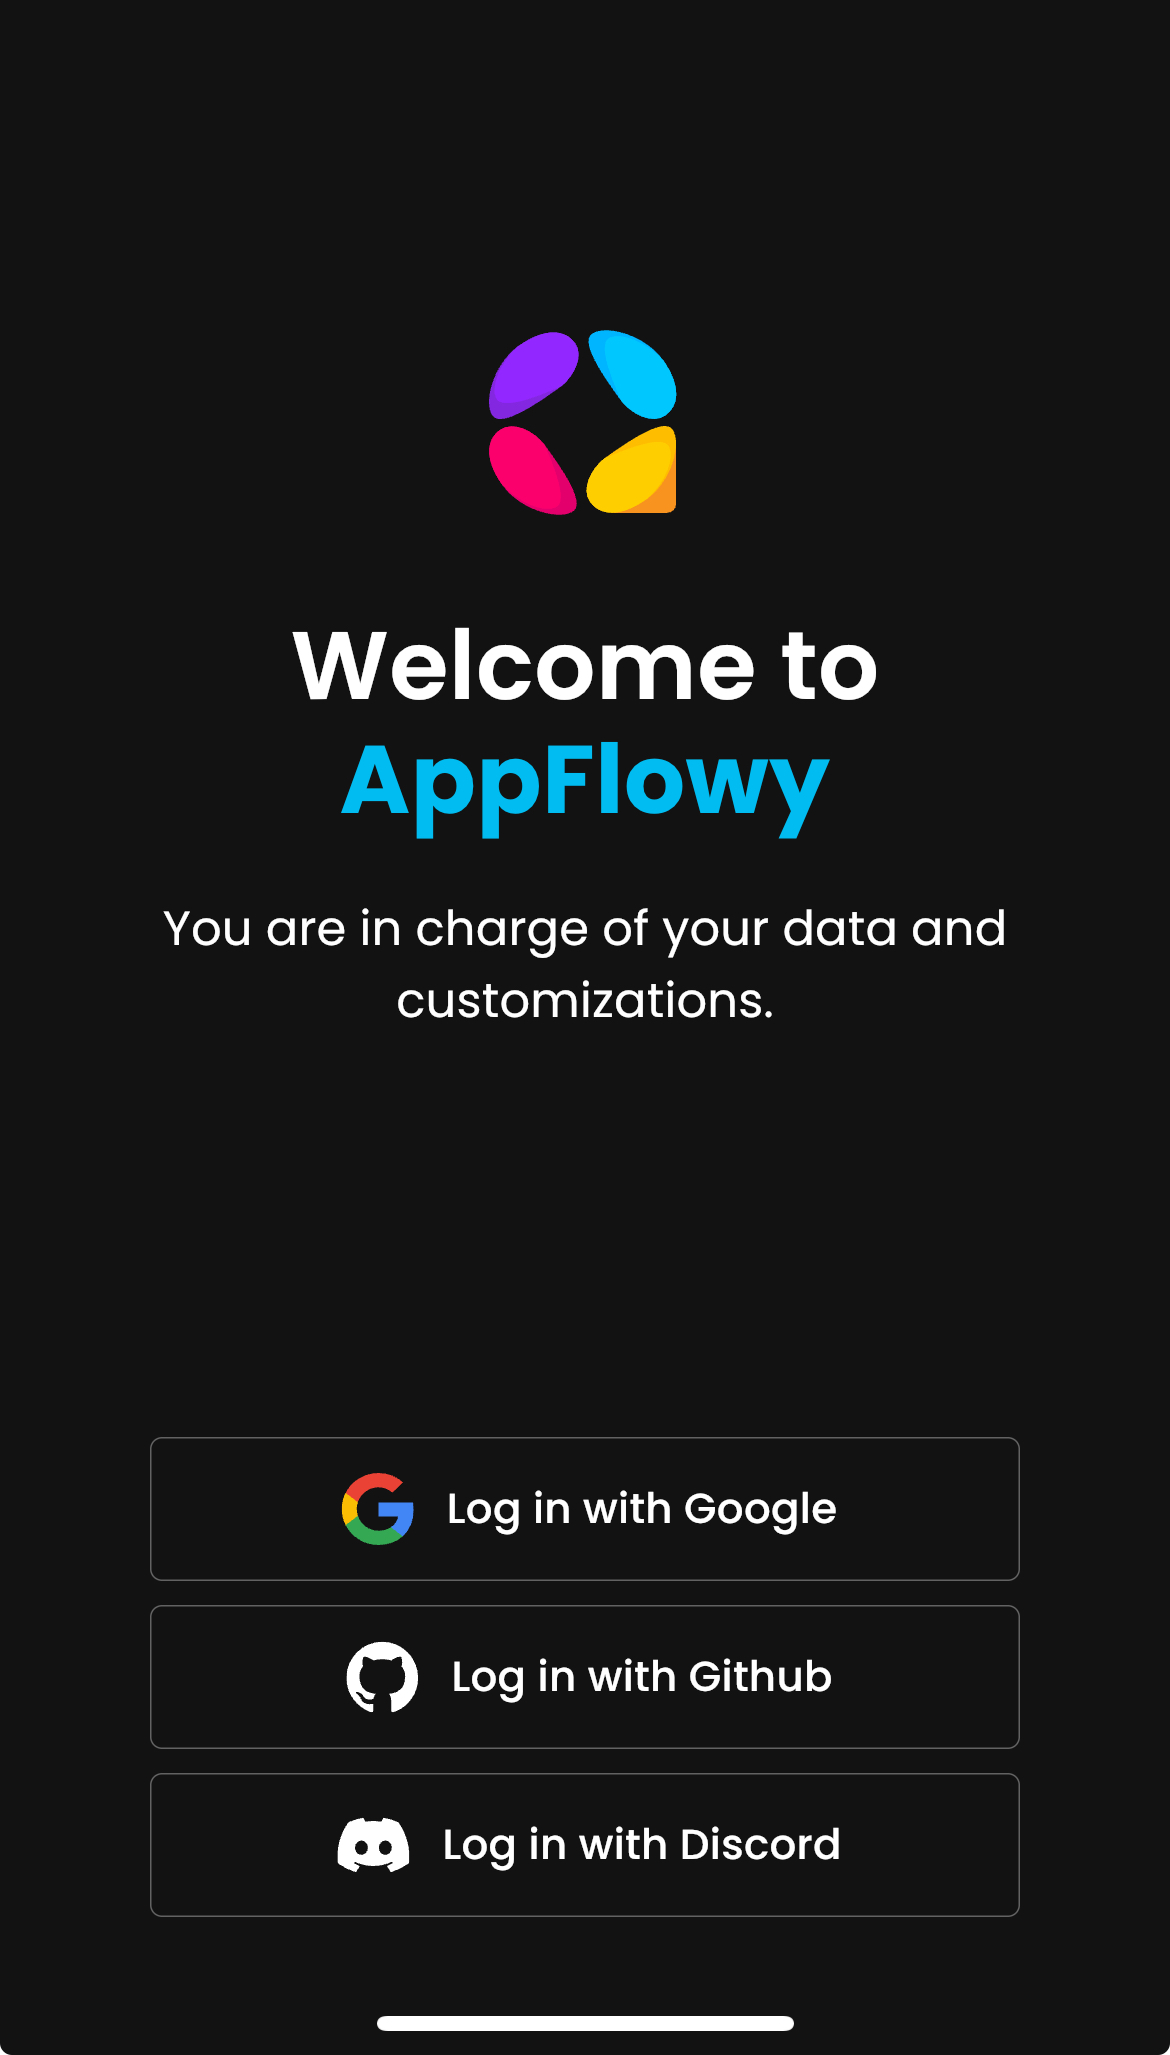 Welcome to
AppFlowy
You are in charge of your data and
customizations.
Log in with Google
Log in with Github
Log in with Discord